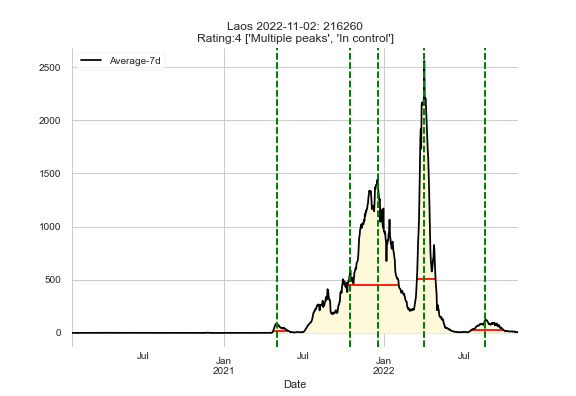 Laos 2022-11-02: 216260
Rating:4 ['Multiple peaks', 'In control']
Average-7d
2500
2000
1500
1000
500
0
Jul
Jan
2021
Jul
Jan
2022
Jul
Date